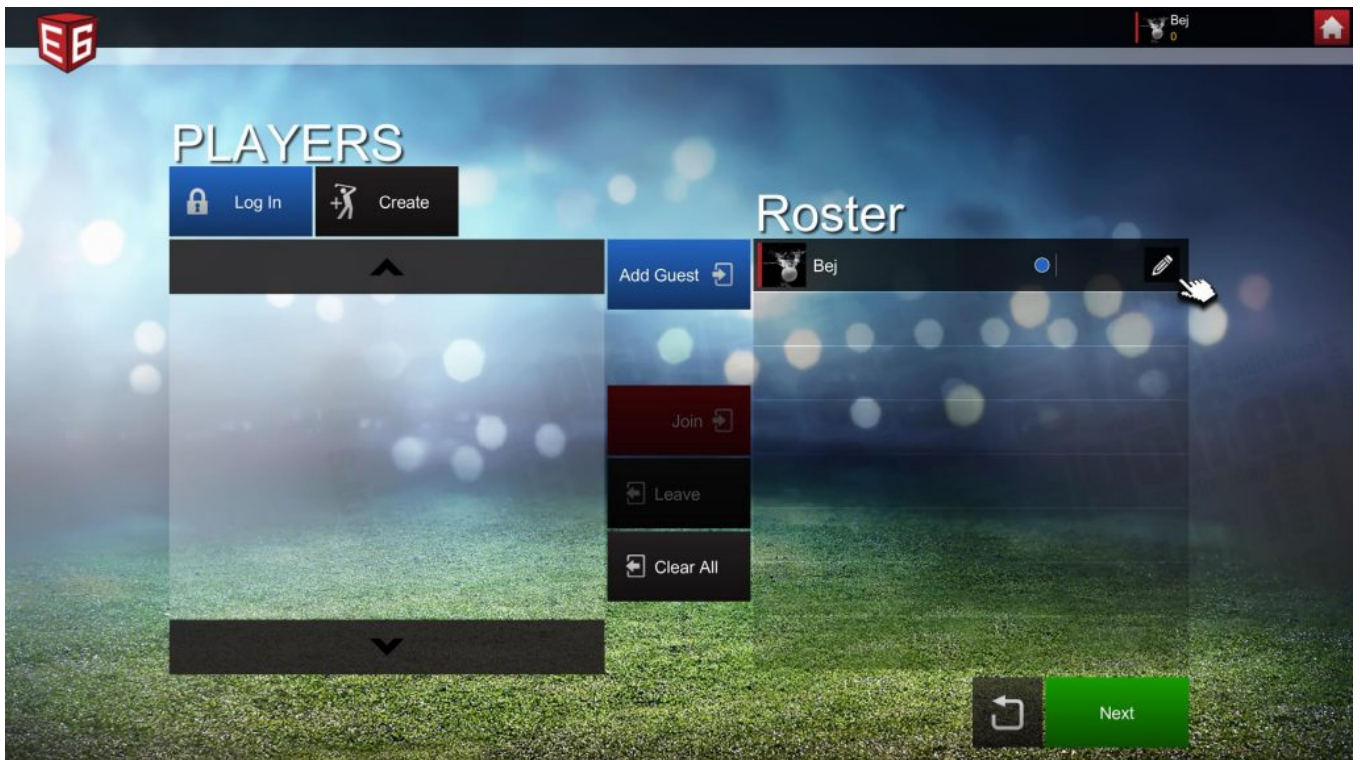 E6
Bej
0
PLAYERS
Log In
Create
Roster
Add Guest
Bej
Join
Leave
Clear All
Next